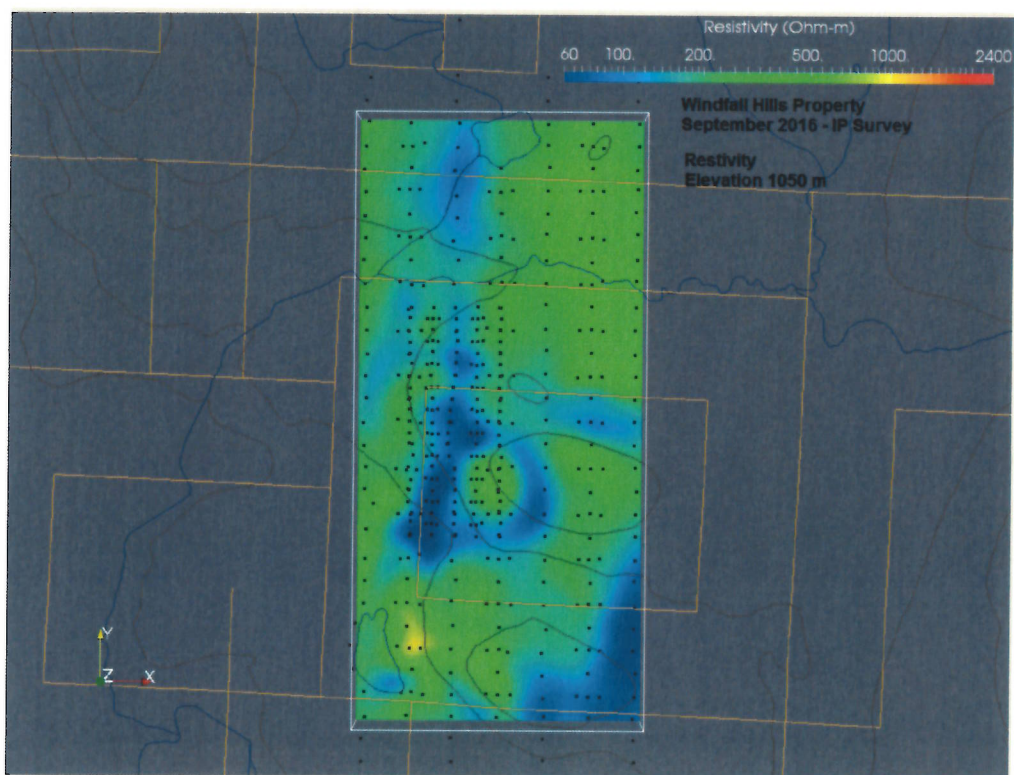 Resistivity (Ohm-m)
60 100. 200. 500. 1000. 2400
Windfall Hills Property
September 2016 - IP Survey
Restivity
Elevation 1050 m
Y
Z X